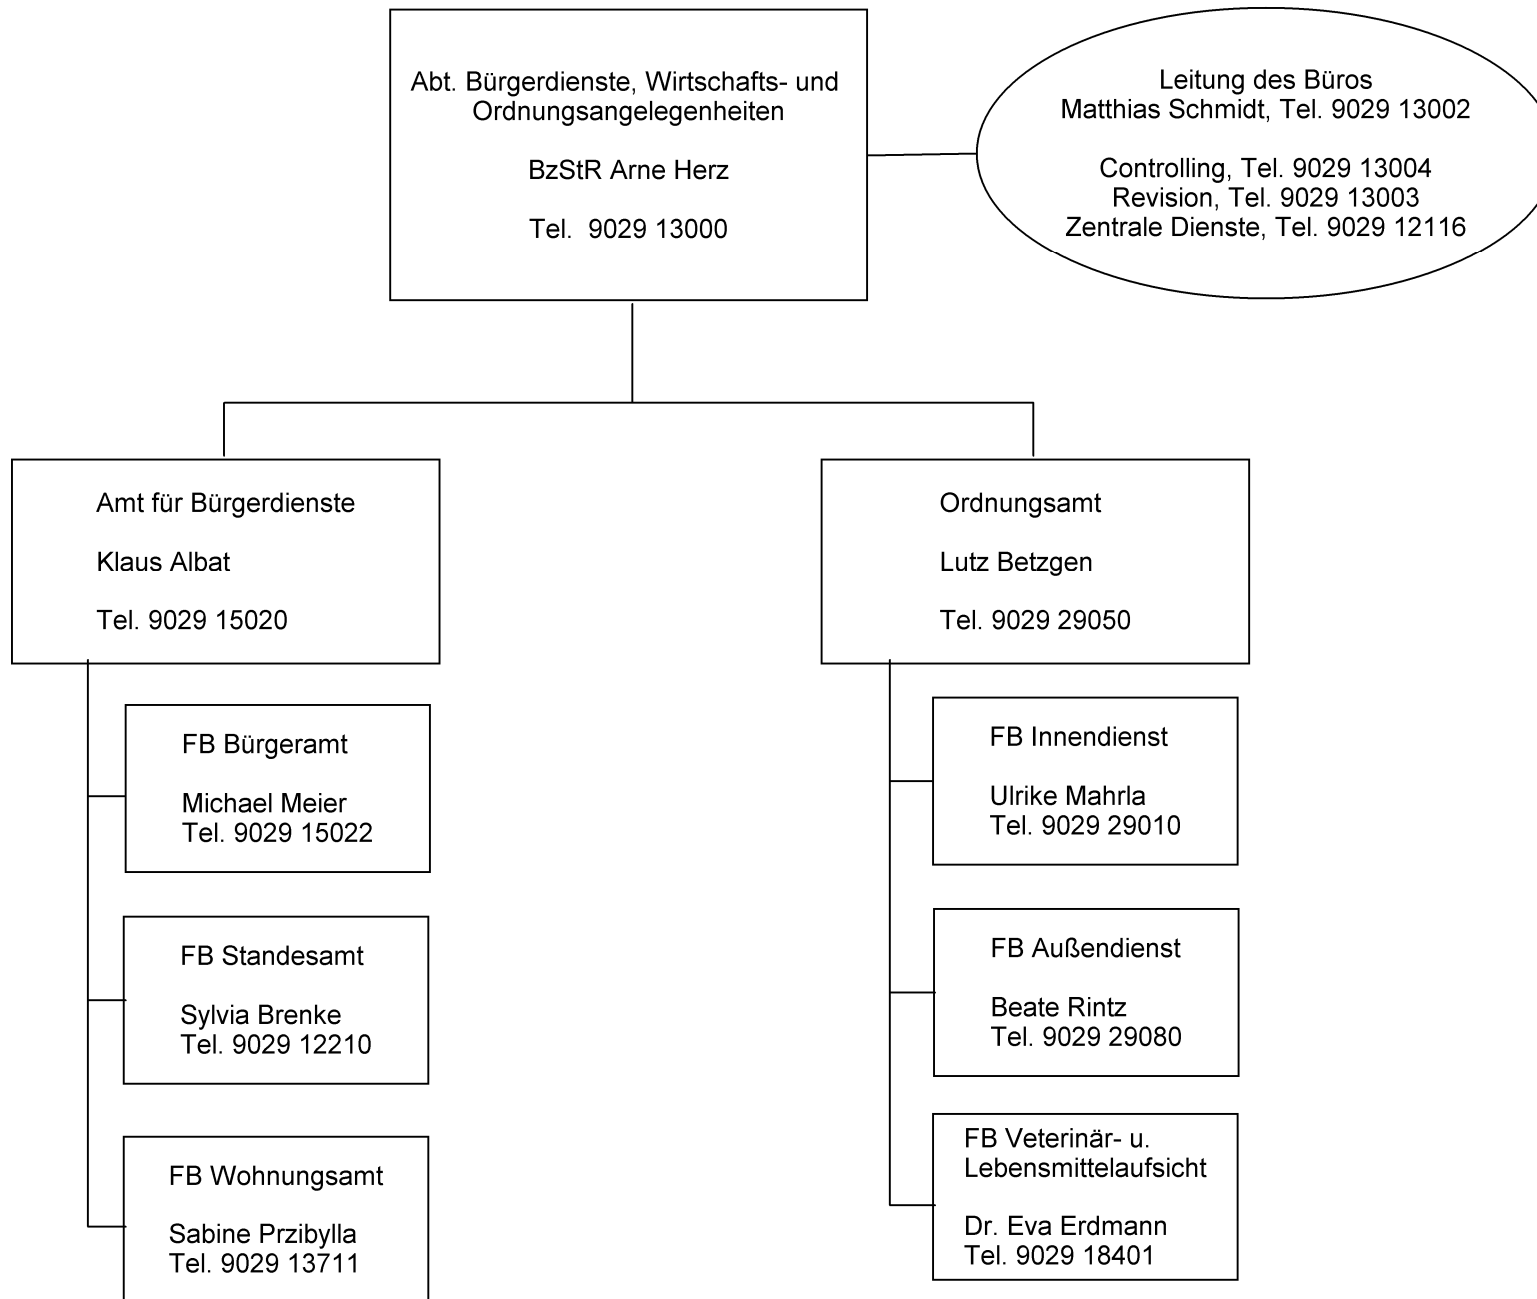 Abt. Bürgerdienste, Wirtschafts- und
Ordnungsangelegenheiten
BzStR Arne Herz
Tel. 9029 13000
Leitung des Büros
Matthias Schmidt, Tel. 9029 13002
Controlling, Tel. 9029 13004
Revision, Tel. 9029 13003
Zentrale Dienste, Tel. 9029 12116
Amt für Bürgerdienste
Klaus Albat
Tel. 9029 15020
FB Bürgeramt
Michael Meier
Tel. 9029 15022
FB Standesamt
Sylvia Brenke
Tel. 9029 12210
FB Wohnungsamt
Sabine Przibylla
Tel. 9029 13711
Ordnungsamt
Lutz Betzgen
Tel. 9029 29050
FB Innendienst
Ulrike Mahrla
Tel. 9029 29010
FB Außendienst
Beate Rintz
Tel. 9029 29080
FB Veterinär- u.
Lebensmittelaufsicht
Dr. Eva Erdmann
Tel. 9029 18401